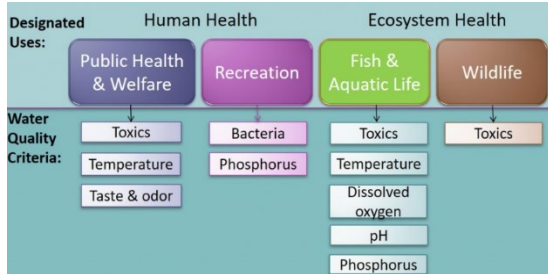 Designated Uses:
Human Health
Ecosystem Health
Public Health & Welfare
Recreation
Fish & Aquatic Life
Wildlife
Water Quality Criteria:
Toxics
Temperature
Taste & odor
Bacteria
Phosphorus
Toxics
Temperature
Dissolved oxygen
pH
Phosphorus
Toxics